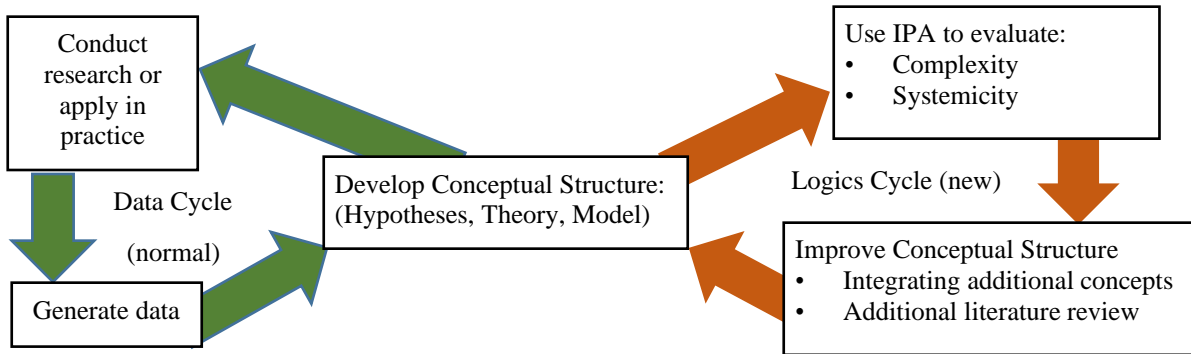 Conduct
research or
apply in
practice
Data Cycle
(normal)
Generate data
Develop Conceptual Structure:
(Hypotheses, Theory, Model)
Use IPA to evaluate:
• Complexity
• Systemicity
Logics Cycle (new)
Improve Conceptual Structure
• Integrating additional concepts
• Additional literature review